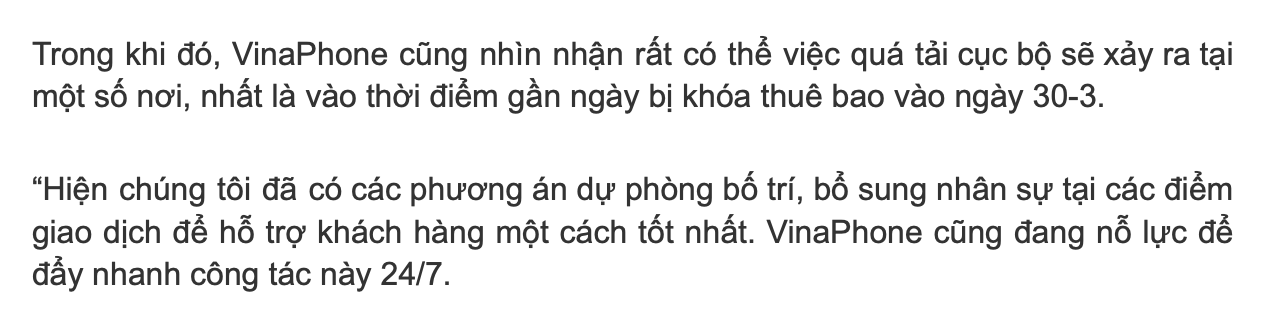 Trong khi đó, VinaPhone cũng nhìn nhận rất có thể việc quá tải cục bộ sẽ xảy ra tại
một số nơi, nhất là vào thời điểm gần ngày bị khóa thuê bao vào ngày 30-3.
“Hiện chúng tôi đã có các phương án dự phòng bố trí, bổ sung nhân sự tại các điểm
giao dịch để hỗ trợ khách hàng một cách tốt nhất. VinaPhone cũng đang nỗ lực để
đẩy nhanh công tác này 24/7.